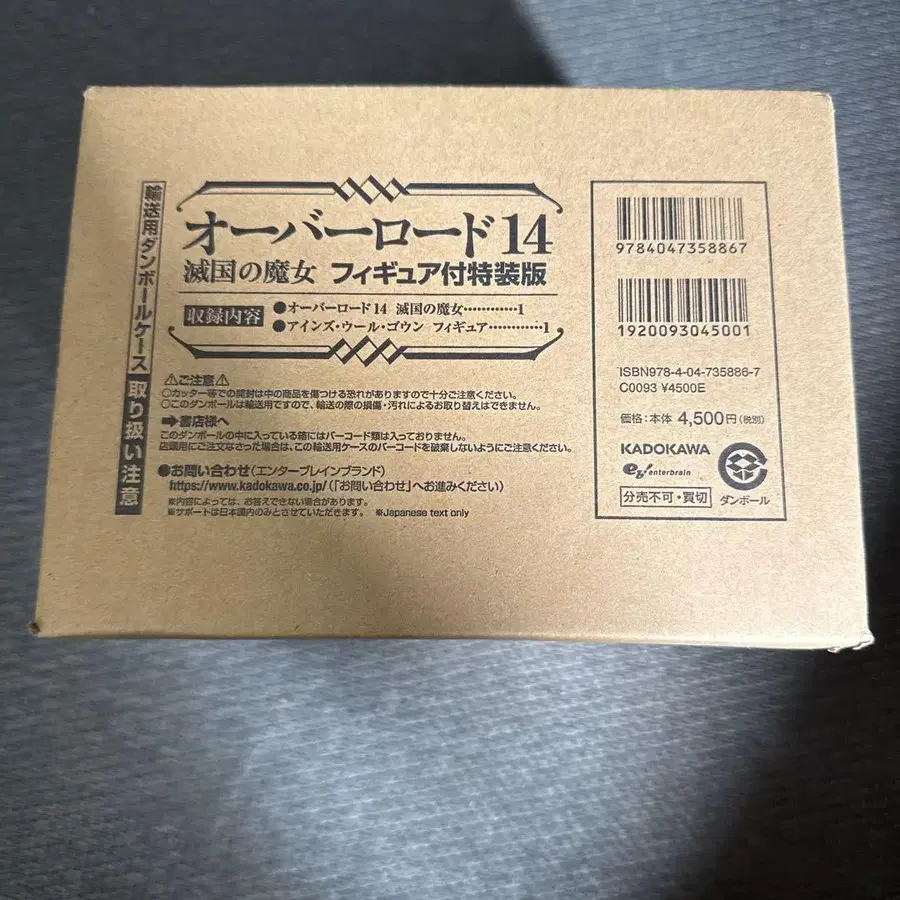 輸送用ダンボールケース 取り扱い注意
オーバーロード14
滅国の魔女 フィギュア付特装版
収録内容
●オーバーロード14 滅国の魔女…………1
●アインズ・ウール・ゴウン フィギュア…………1
⚠ご注意⚠
○カッター等での開封は中の商品を傷つける恐れがありますので十分ご注意ください。
○このダンボールは輸送用ですので、輸送の際の損傷・汚れによるお取り替えはできません。
➡書店様へ
このダンボールの中に入っている箱にはバーコード類は入っておりません。
店頭用にご注文なさった場合は、この輸送用ケースのバーコードを破棄しないようにご注意ください。
●お問い合わせ(エンターブレインブランド)
https://www.kadokawa.co.jp/(「お問い合わせ」へお進みください)
※内容によっては、お答えできない場合があります。
※サポートは日本国内のみとさせていただきます。 ※Japanese text only
9784047358867
1920093045001
ISBN978-4-04-735886-7
C0093 ¥4500E
価格:本体 4,500円(税別)
KADOKAWA
eb! enterbrain
分売不可・買切
ダンボール